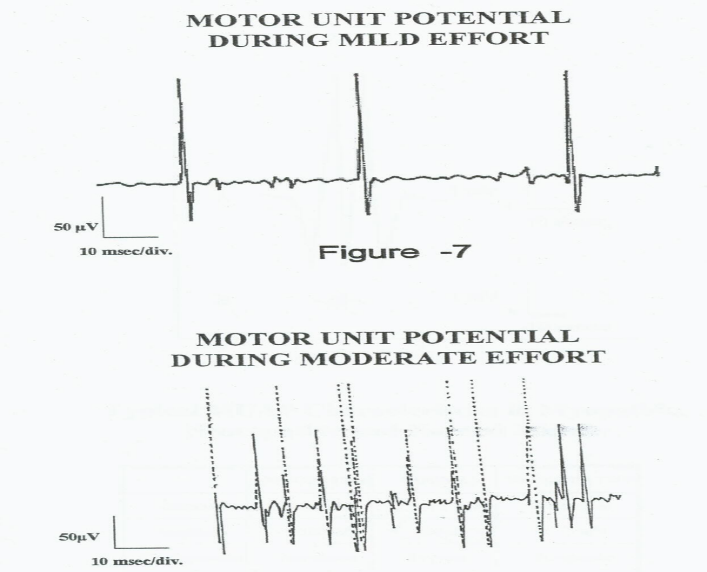 MOTOR UNIT POTENTIAL
DURING MILD EFFORT
50 μV
10 msec/div.
Figure -7
MOTOR UNIT POTENTIAL
DURING MODERATE EFFORT
50μV
10 msec/div.